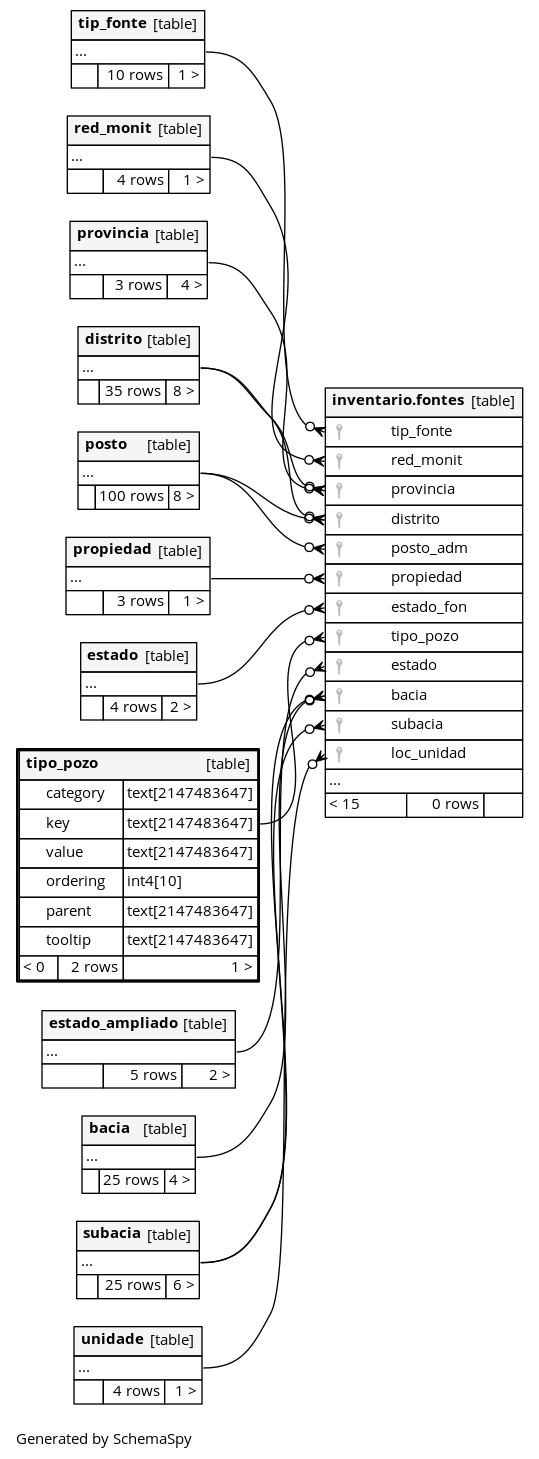 tip_fonte [table]
...
10 rows 1 >
red_monit [table]
...
4 rows 1 >
provincia [table]
...
3 rows 4 >
distrito [table]
...
35 rows 8 >
posto [table]
...
100 rows 8 >
propiedad [table]
...
3 rows 1 >
estado [table]
...
4 rows 2 >
tipo_pozo [table]
category text[2147483647]
key text[2147483647]
value text[2147483647]
ordering int4[10]
parent text[2147483647]
tooltip text[2147483647]
< 0 2 rows 1 >
estado_ampliado [table]
...
5 rows 2 >
bacia [table]
...
25 rows 4 >
subacia [table]
...
25 rows 6 >
unidade [table]
...
4 rows 1 >
inventario.fontes [table]
tip_fonte
red_monit
provincia
distrito
posto_adm
propiedad
estado_fon
tipo_pozo
estado
bacia
subacia
loc_unidad
...
< 15 0 rows
Generated by SchemaSpy